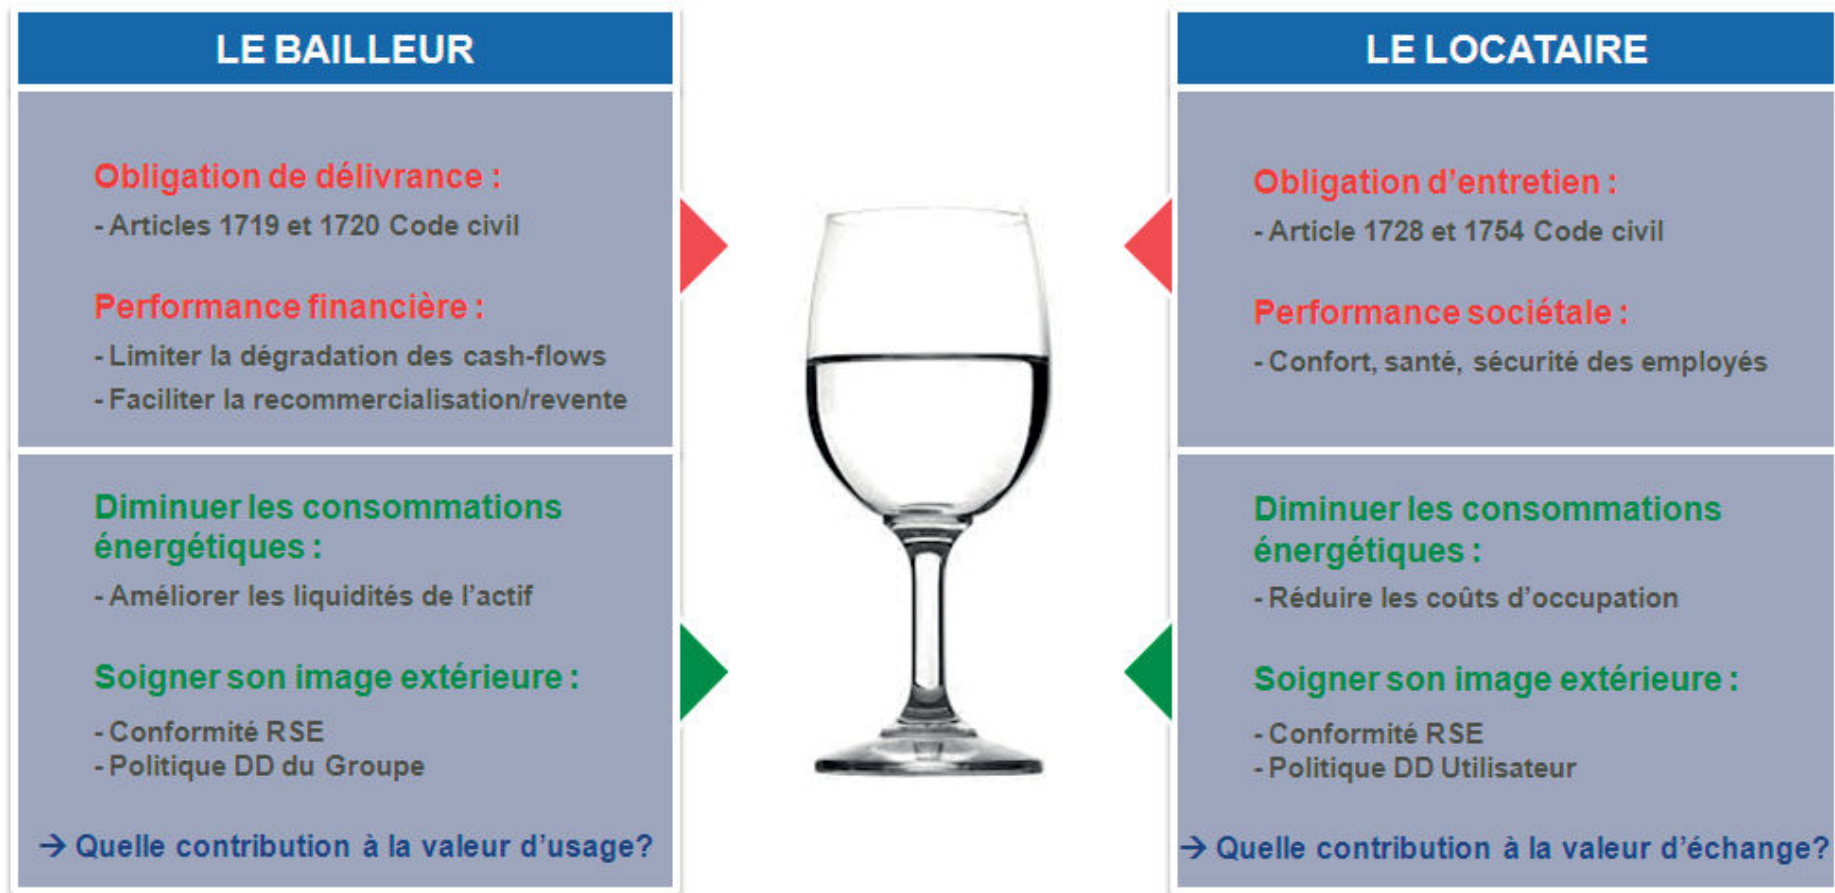 LE BAILLEUR
Obligation de délivrance :
- Articles 1719 et 1720 Code civil
Performance financière :
- Limiter la dégradation des cash-flows
- Faciliter la recommercialisation/revente
Diminuer les consommations
énergétiques :
- Améliorer les liquidités de l'actif
Soigner son image extérieure :
- Conformité RSE
- Politique DD du Groupe
→ Quelle contribution à la valeur d'usage?
LE LOCATAIRE
Obligation d'entretien :
- Article 1728 et 1754 Code civil
Performance sociétale :
- Confort, santé, sécurité des employés
Diminuer les consommations
énergétiques :
- Réduire les coûts d'occupation
Soigner son image extérieure :
- Conformité RSE
- Politique DD Utilisateur
→ Quelle contribution à la valeur d'échange?